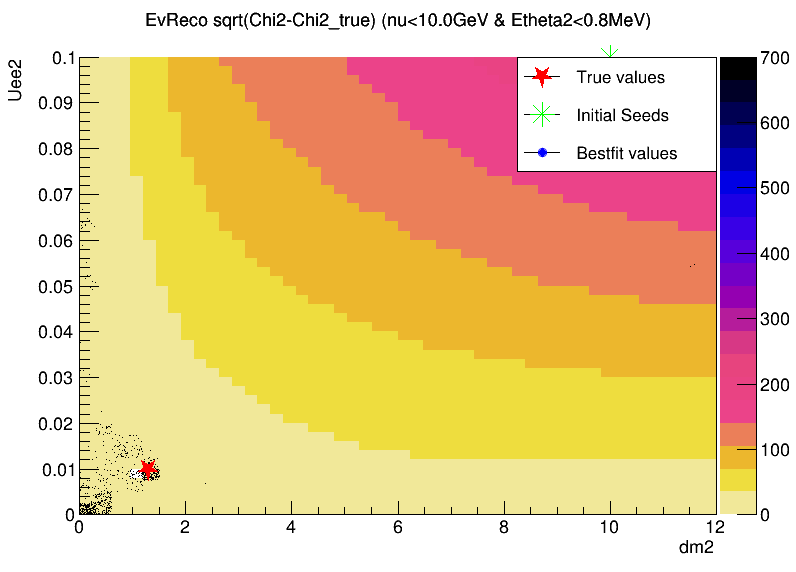 EvReco sqrt(Chi2-Chi2_true) (nu<10.0GeV & Etheta2<0.8MeV)
Uee2
0.1
0.09
0.08
0.07
0.06
0.05
0.04
0.03
0.02
0.01
0
True values
Initial Seeds
Bestfit values
700
600
500
400
300
200
100
0
0 2 4 6 8 10 12
dm2